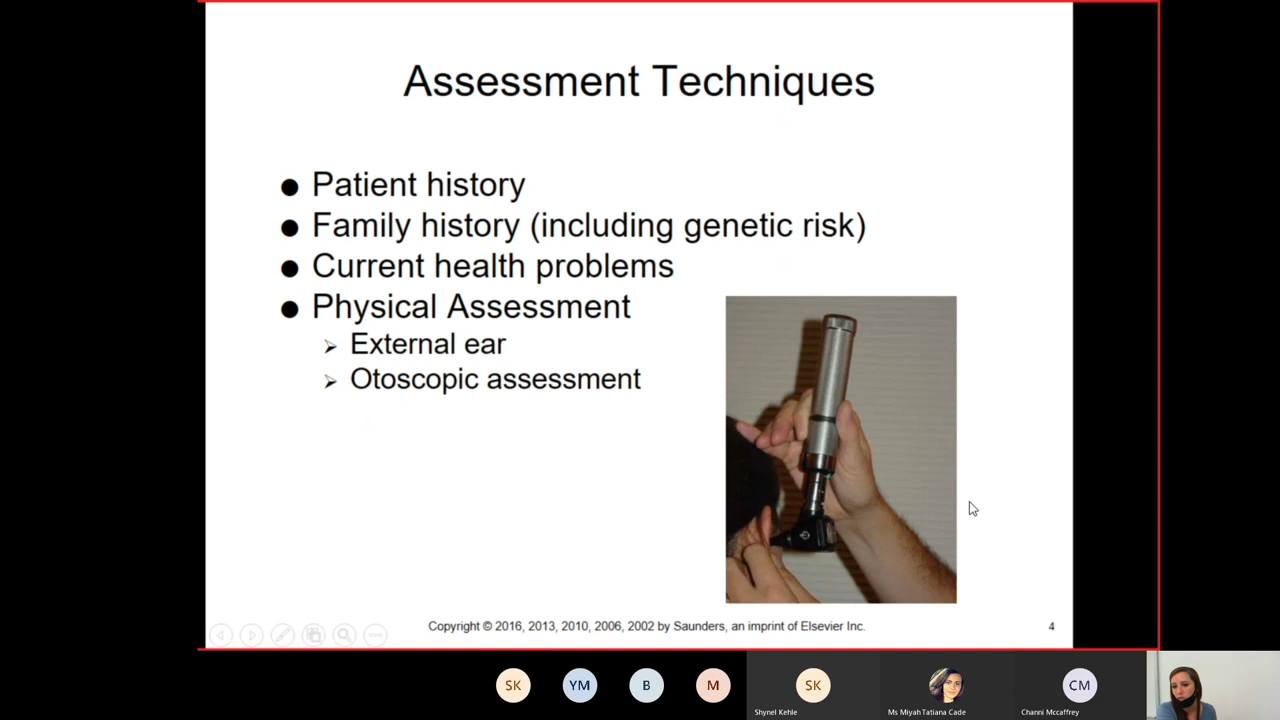 Assessment Techniques
● Patient history
● Family history (including genetic risk)
● Current health problems
● Physical Assessment
➢ External ear
➢ Otoscopic assessment
Copyright © 2016, 2013, 2010, 2006, 2002 by Saunders, an imprint of Elsevier Inc.
4
SK
YM
B
M
SK
CM
Shynel Kehle
Ms Miyah Tatiana Cade
Channi Mccaffrey